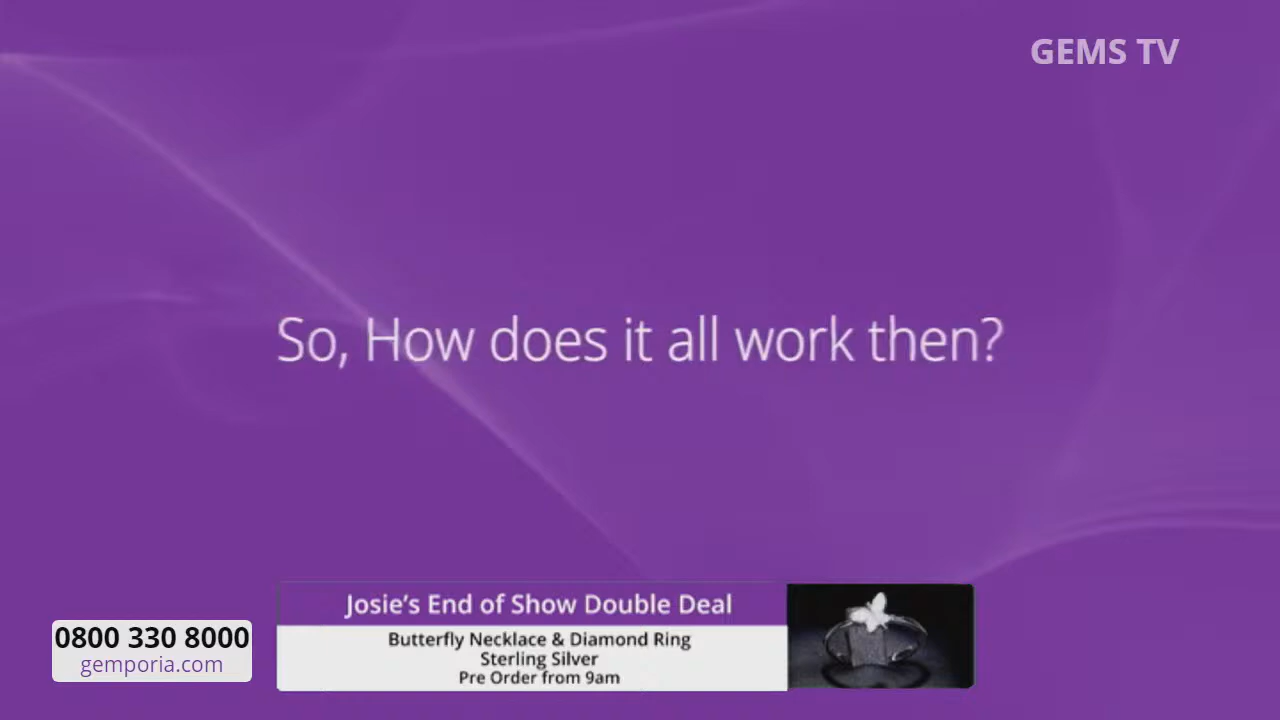 GEMS TV
So, How does it all work then?
Josie's End of Show Double Deal
Butterfly Necklace & Diamond Ring
Sterling Silver
Pre Order from 9am
0800 330 8000
gemporia.com